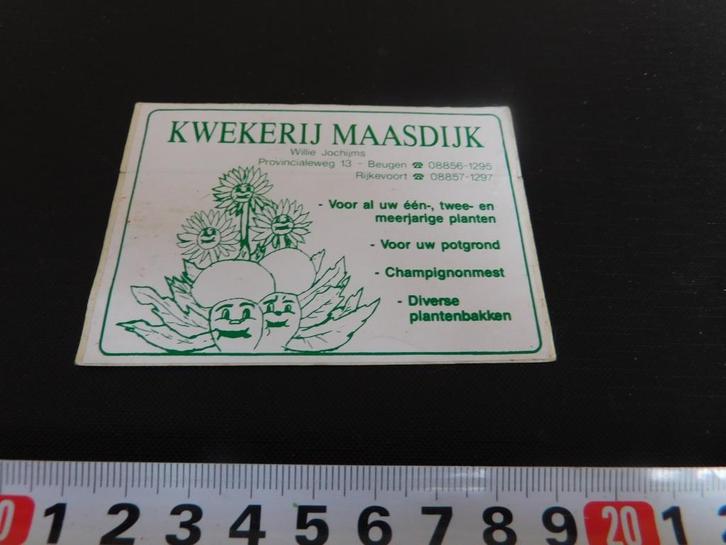 KWEKERIJ MAASDIJK
Willie Jochijms
Provincialeweg 13 - Beugen ☎ 08856-1295
Rijkevoort ☎ 08857-1297
- Voor al uw één-, twee- en
meerjarige planten
- Voor uw potgrond
- Champignonmest
- Diverse
plantenbakken
0 1 2 3 4 5 6 7 8 9 20 1 2